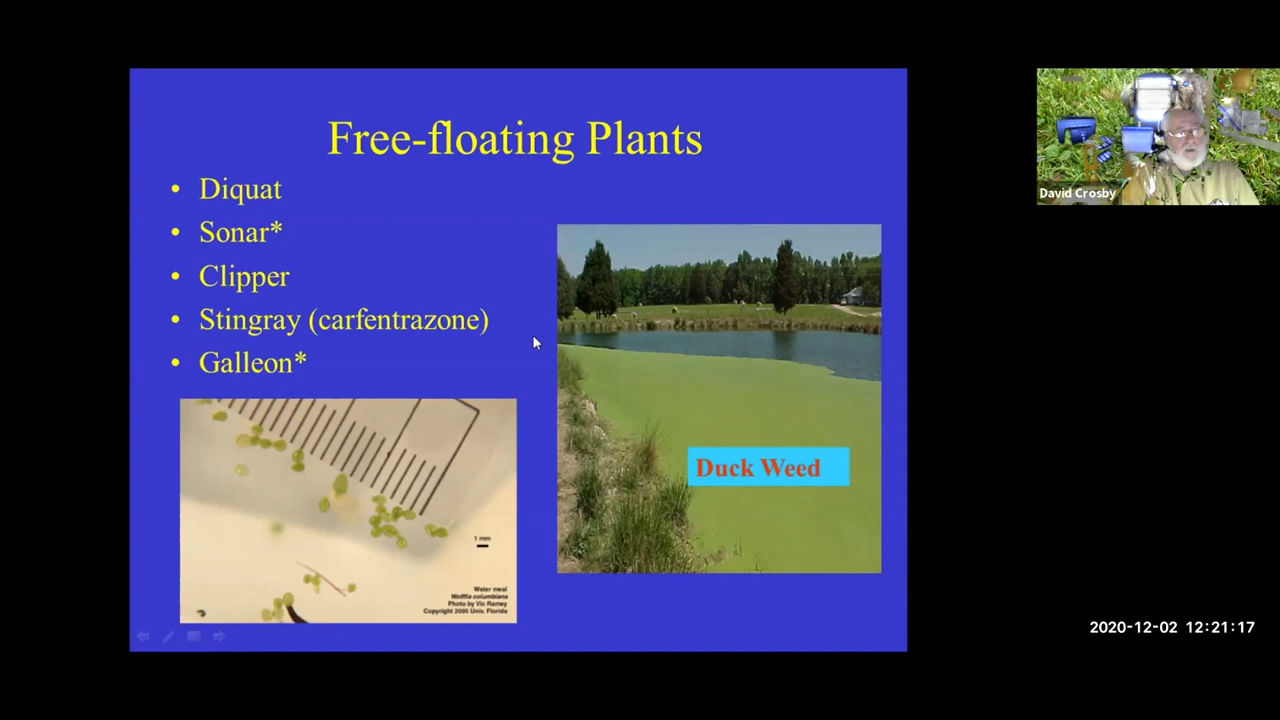 Free-floating Plants
• Diquat
• Sonar*
• Clipper
• Stingray (carfentrazone)
• Galleon*
Duck Weed
1 mm
Water meal
Wolffia columbiana
Photo by Vic Ramey
Copyright 2000 Univ. Florida
David Crosby
2020-12-02 12:21:17